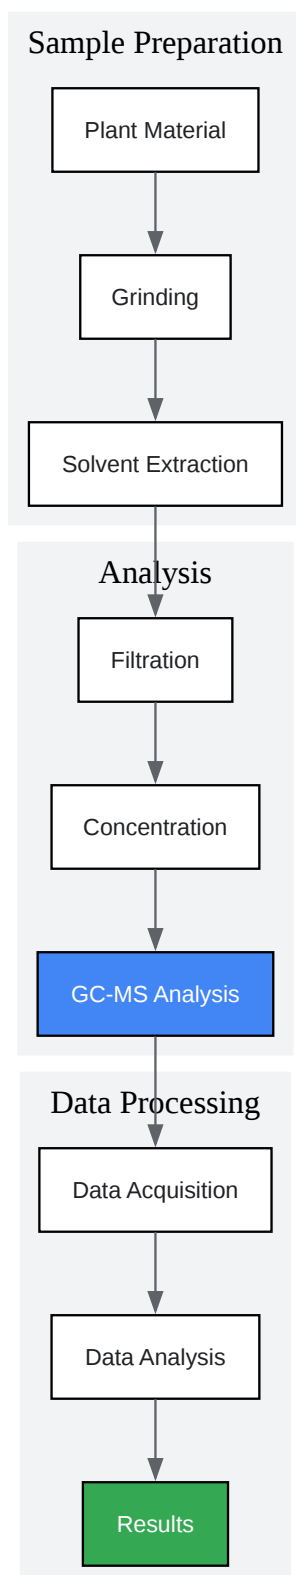 Sample Preparation
Plant Material
Grinding
Solvent Extraction
Analysis
Filtration
Concentration
GC-MS Analysis
Data Processing
Data Acquisition
Data Analysis
Results